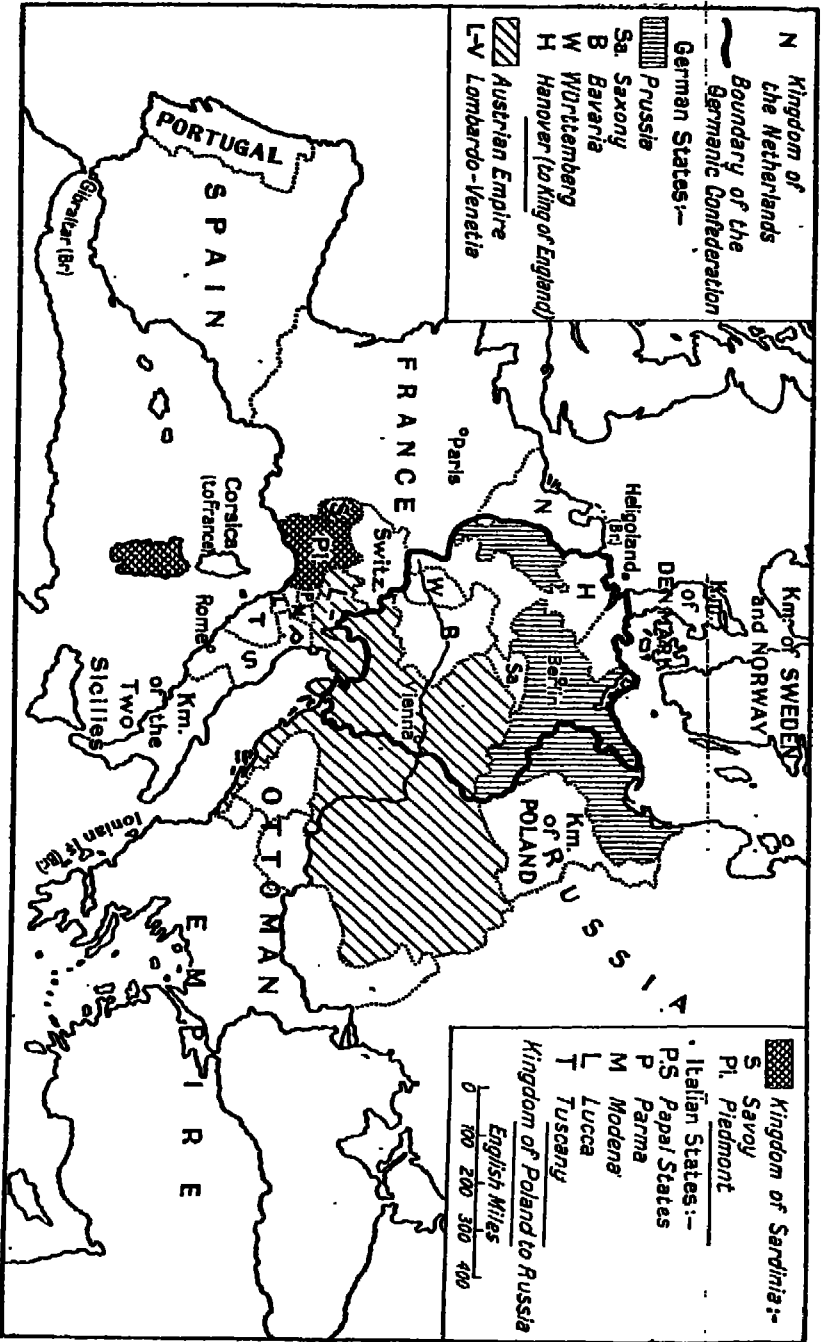 N Kingdom of
the Netherlands
Boundary of the
Germanic Confederation
German States:-
Prussia
Sa. Saxony
B Bavaria
W Württemberg
H Hanover (to King of England)
Austrian Empire
L-V Lombardo-Venetia
Kingdom of Sardinia:-
S Savoy
Pi. Piedmont
Italian States:-
P.S Papal States
P Parma
M Modena
L Lucca
T Tuscany
Kingdom of Poland to Russia
English Miles
0 100 200 300 400
Km. of SWEDEN
and NORWAY
Km.
of
DENMARK
Heligoland
(Br)
N
H
Berlin
Sa
Km.
of
POLAND
RUSSIA
Paris
FRANCE
W
B
Vienna
Switz
S
Pi.
P
M
L
T
P
S
Corsica
(to France)
Rome
Km.
of the
Two
Sicilies
PORTUGAL
SPAIN
Gibraltar (Br)
OTTOMAN
EMPIRE
Ionian Is (Br)